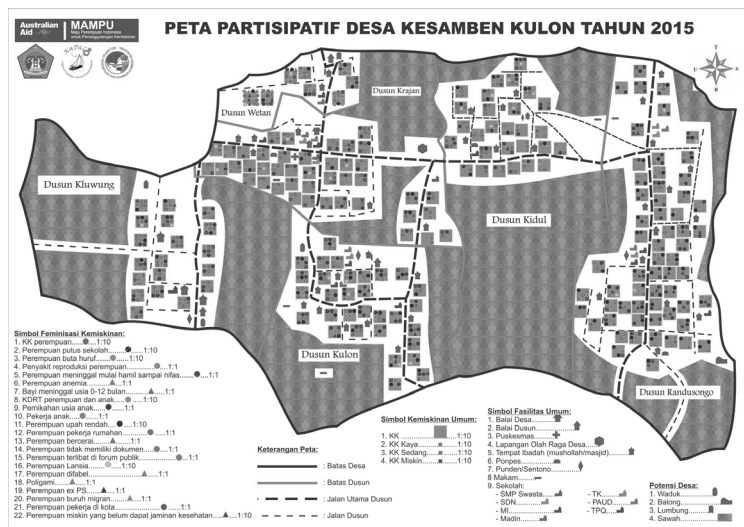 Australian Aid
MAMPU
Maju Perempuan Indonesia
untuk Penanggulangan Kemiskinan
PETA PARTISIPATIF DESA KESAMBEN KULON TAHUN 2015
KaPal
T
U S
B
Dusun Wetan
Dusun Krajan
Dusun Kluwung
Dusun Kidul
Dusun Kulon
Dusun Randusongo
Simbol Feminisasi Kemiskinan:
1. KK perempuan.....1:10
2. Perempuan putus sekolah.........1:10
3. Perempuan buta huruf.......1:10
4. Penyakit reproduksi perempuan..........1:1
5. Perempuan meninggal mulai hamil sampai nifas.........1:1
6. Perempuan anemia.....1:1
7. Bayi meninggal usia 0-12 bulan.......1:1
8. KDRT perempuan dan anak.....1:10
9. Pernikahan usia anak.....1:1
10. Pekerja anak.....1:1
11. Perempuan upah rendah.....1:10
12. Perempuan pekerja rumahan.......1:1
13. Perempuan bercerai......1:1
14. Perempuan tidak memiliki dokumen.......1:1
15. Perempuan terlibat di forum publik..........1:1
16. Perempuan Lansia.....1:10
17. Perempuan difabel.........1:1
18. Poligami......1:1
19. Perempuan ex PS.......1:1
20. Perempuan buruh migran.......1:1
21. Perempuan pekerja di kota.......1:1
22. Perempuan miskin yang belum dapat jaminan kesehatan.....1:10
Keterangan Peta:
: Batas Desa
: Batas Dusun
: Jalan Utama Dusun
: Jalan Dusun
Simbol Kemiskinan Umum:
1. KK ................1:10
2. KK Kaya..........1:10
3. KK Sedang......1:10
4. KK Miskin........1:10
Simbol Fasilitas Umum:
1. Balai Desa
2. Balai Dusun
3. Puskesmas
4. Lapangan Olah Raga Desa
5. Tempat Ibadah (mushollah/masjid)
6. Ponpes
7. Punden/Sentono
8 Makam
9. Sekolah:
- SMP Swasta
- SDN
- MI
- Madin
- TK
- PAUD
- TPQ
Potensi Desa:
1. Waduk
2. Balong
3. Lumbung
4. Sawah